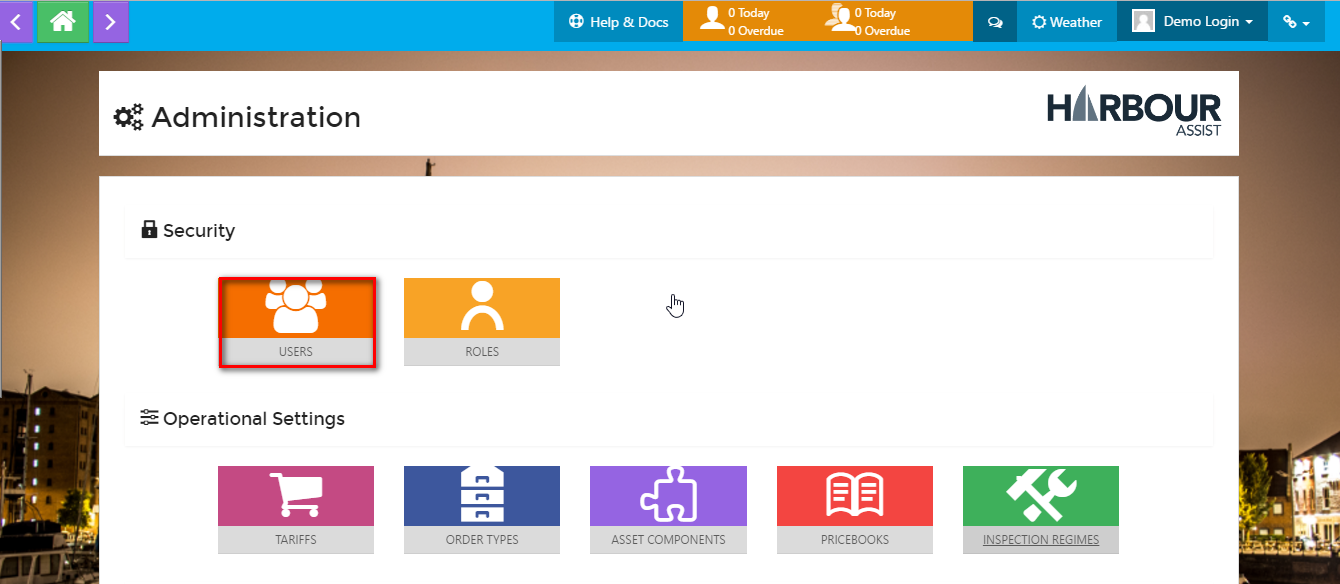 Help & Docs
0 Today
0 Overdue
0 Today
0 Overdue
Weather
Demo Login
Administration
HARBOUR
ASSIST
Security
USERS
ROLES
Operational Settings
TARIFFS
ORDER TYPES
ASSET COMPONENTS
PRICEBOOKS
INSPECTION REGIMES